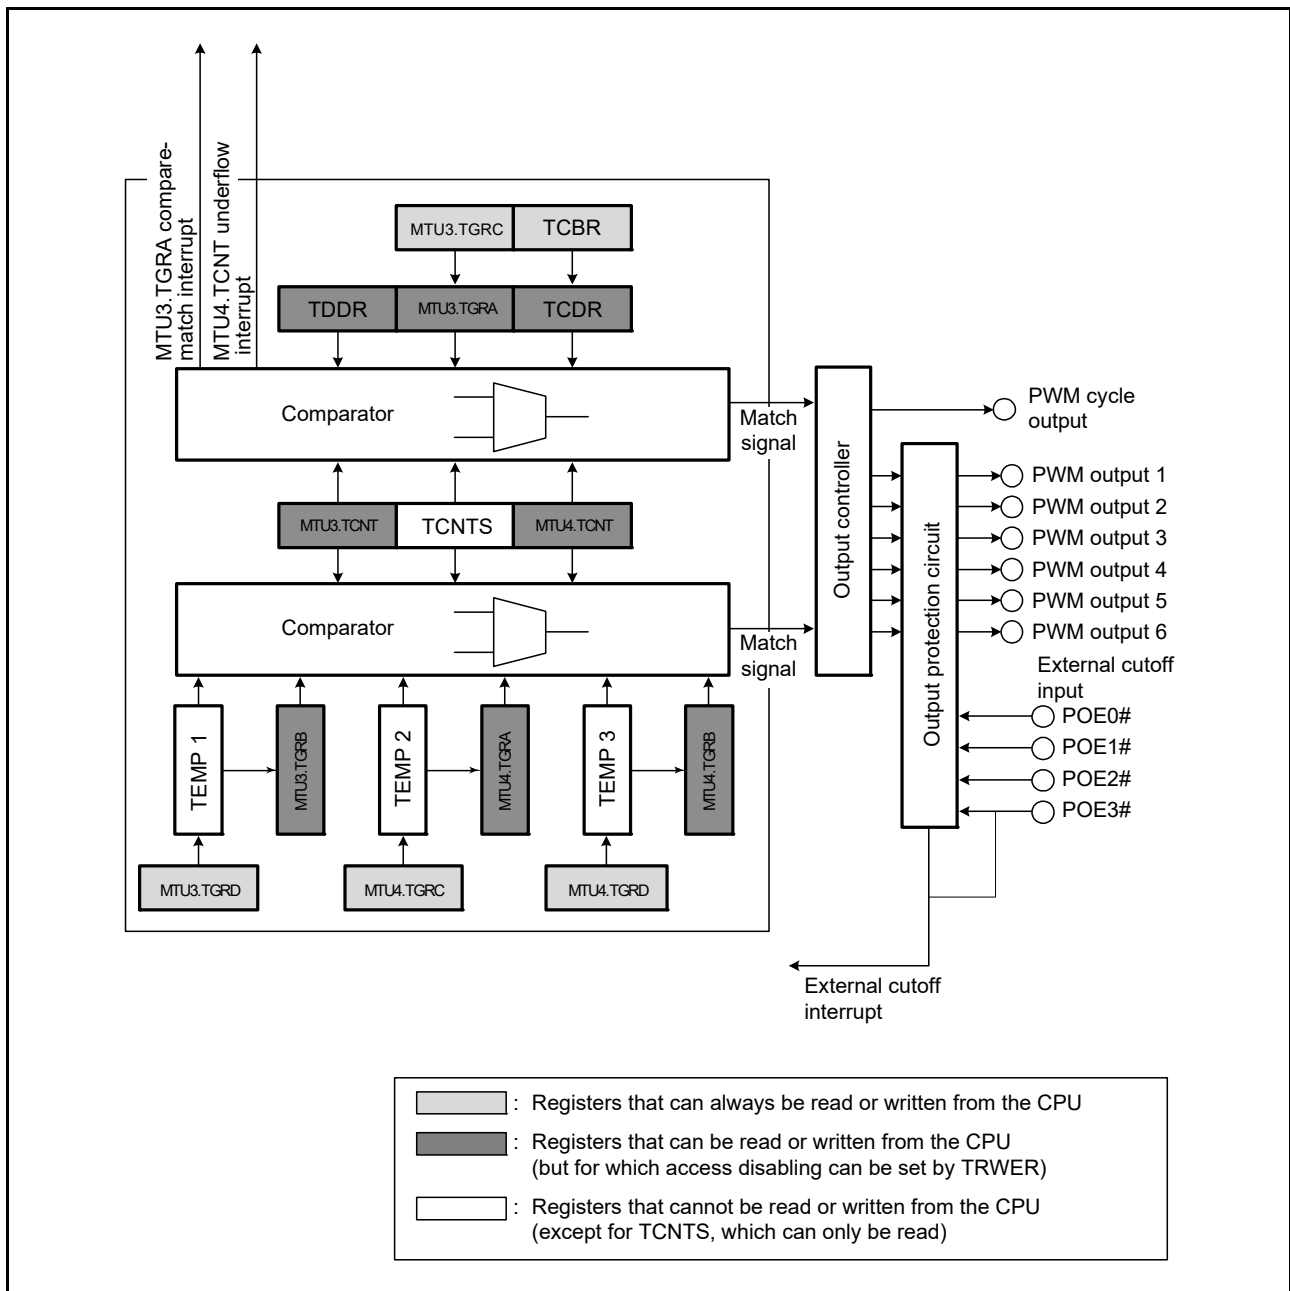 MTU3.TGRA compare-
match interrupt
MTU4.TCNT underflow
interrupt
MTU3.TGRC
TCBR
TDDR
MTU3.TGRA
TCDR
Comparator
Match
signal
MTU3.TCNT
TCNTS
MTU4.TCNT
Comparator
Match
signal
TEMP 1
MTU3.TGRB
TEMP 2
MTU4.TGRA
TEMP 3
MTU4.TGRB
MTU3.TGRD
MTU4.TGRC
MTU4.TGRD
Output controller
Output protection circuit
PWM cycle
output
PWM output 1
PWM output 2
PWM output 3
PWM output 4
PWM output 5
PWM output 6
External cutoff
input
POE0#
POE1#
POE2#
POE3#
External cutoff
interrupt
: Registers that can always be read or written from the CPU
: Registers that can be read or written from the CPU
(but for which access disabling can be set by TRWER)
: Registers that cannot be read or written from the CPU
(except for TCNTS, which can only be read)